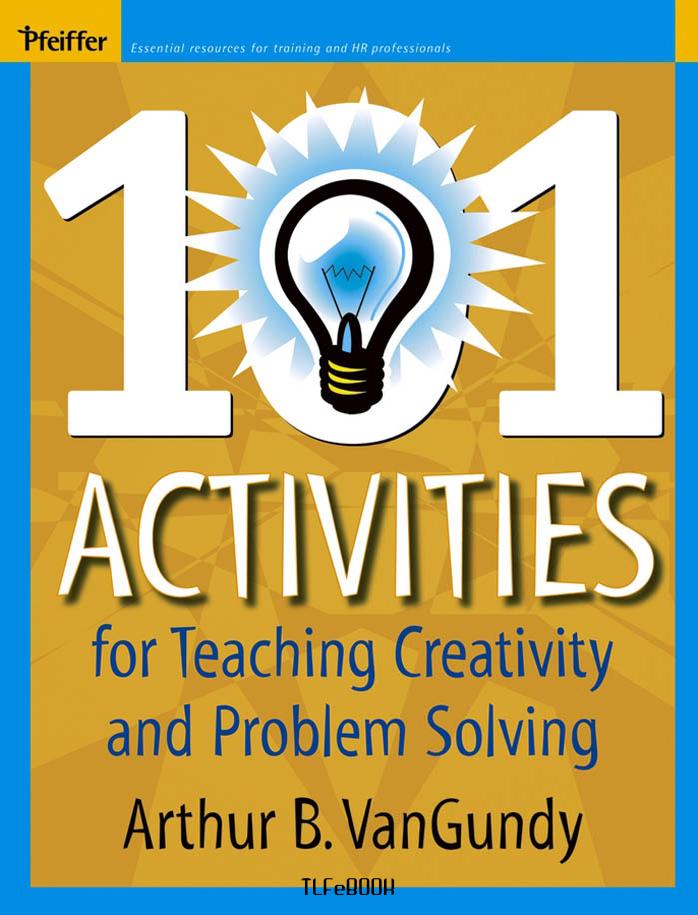 Pfeiffer
Essential resources for training and HR professionals
101
ACTIVITIES
for Teaching Creativity
and Problem Solving
Arthur B. VanGundy
TLFeBOOK